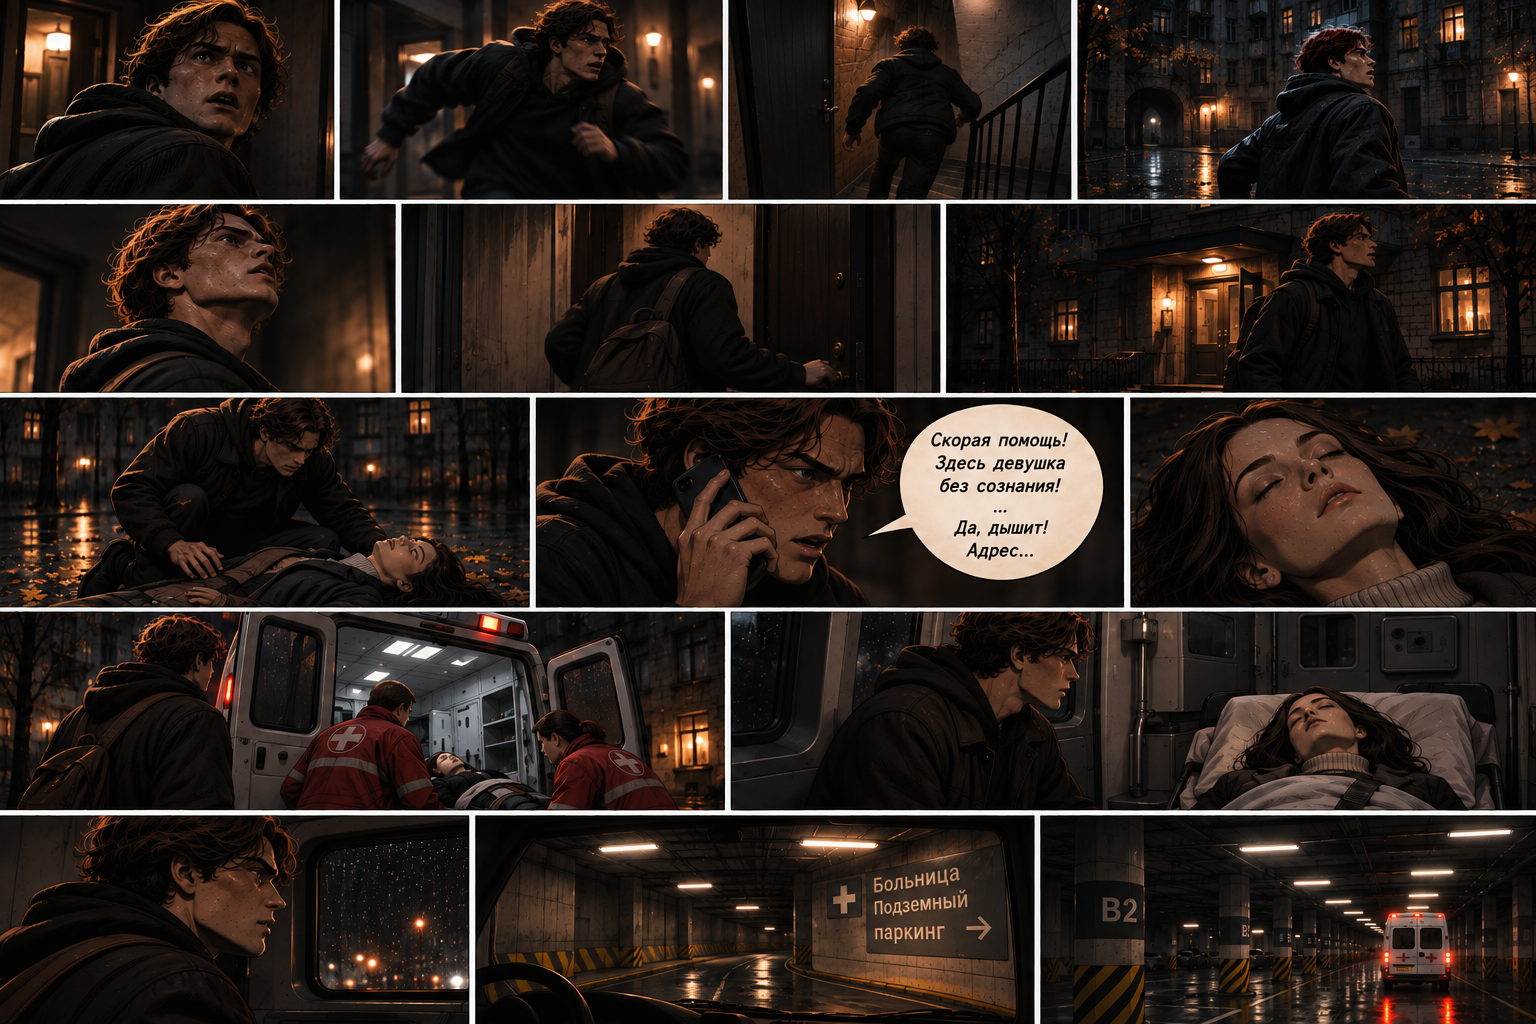 Скорая помощь!
Здесь девушка
без сознания!
...
Да, дышит!
Адрес...
Больница
Подземный
паркинг
B2